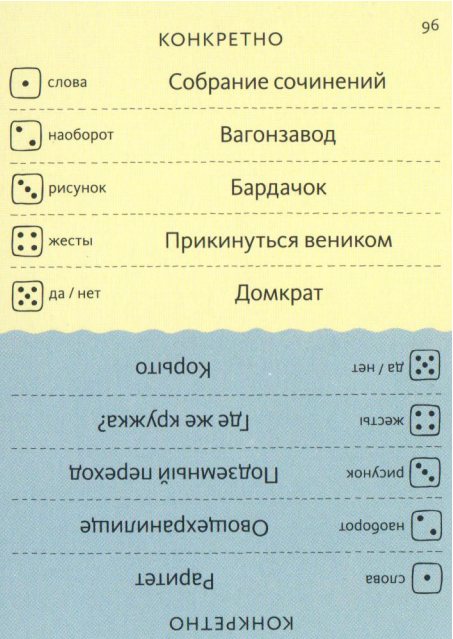 96
КОНКРЕТНО
слова Собрание сочинений
наоборот Вагонзавод
рисунок Бардачок
жесты Прикинуться веником
да / нет Домкрат
КОНКРЕТНО
слова Раритет
наоборот Овощехранилище
рисунок Подземный переход
жесты Где же кружка?
да / нет Корыто